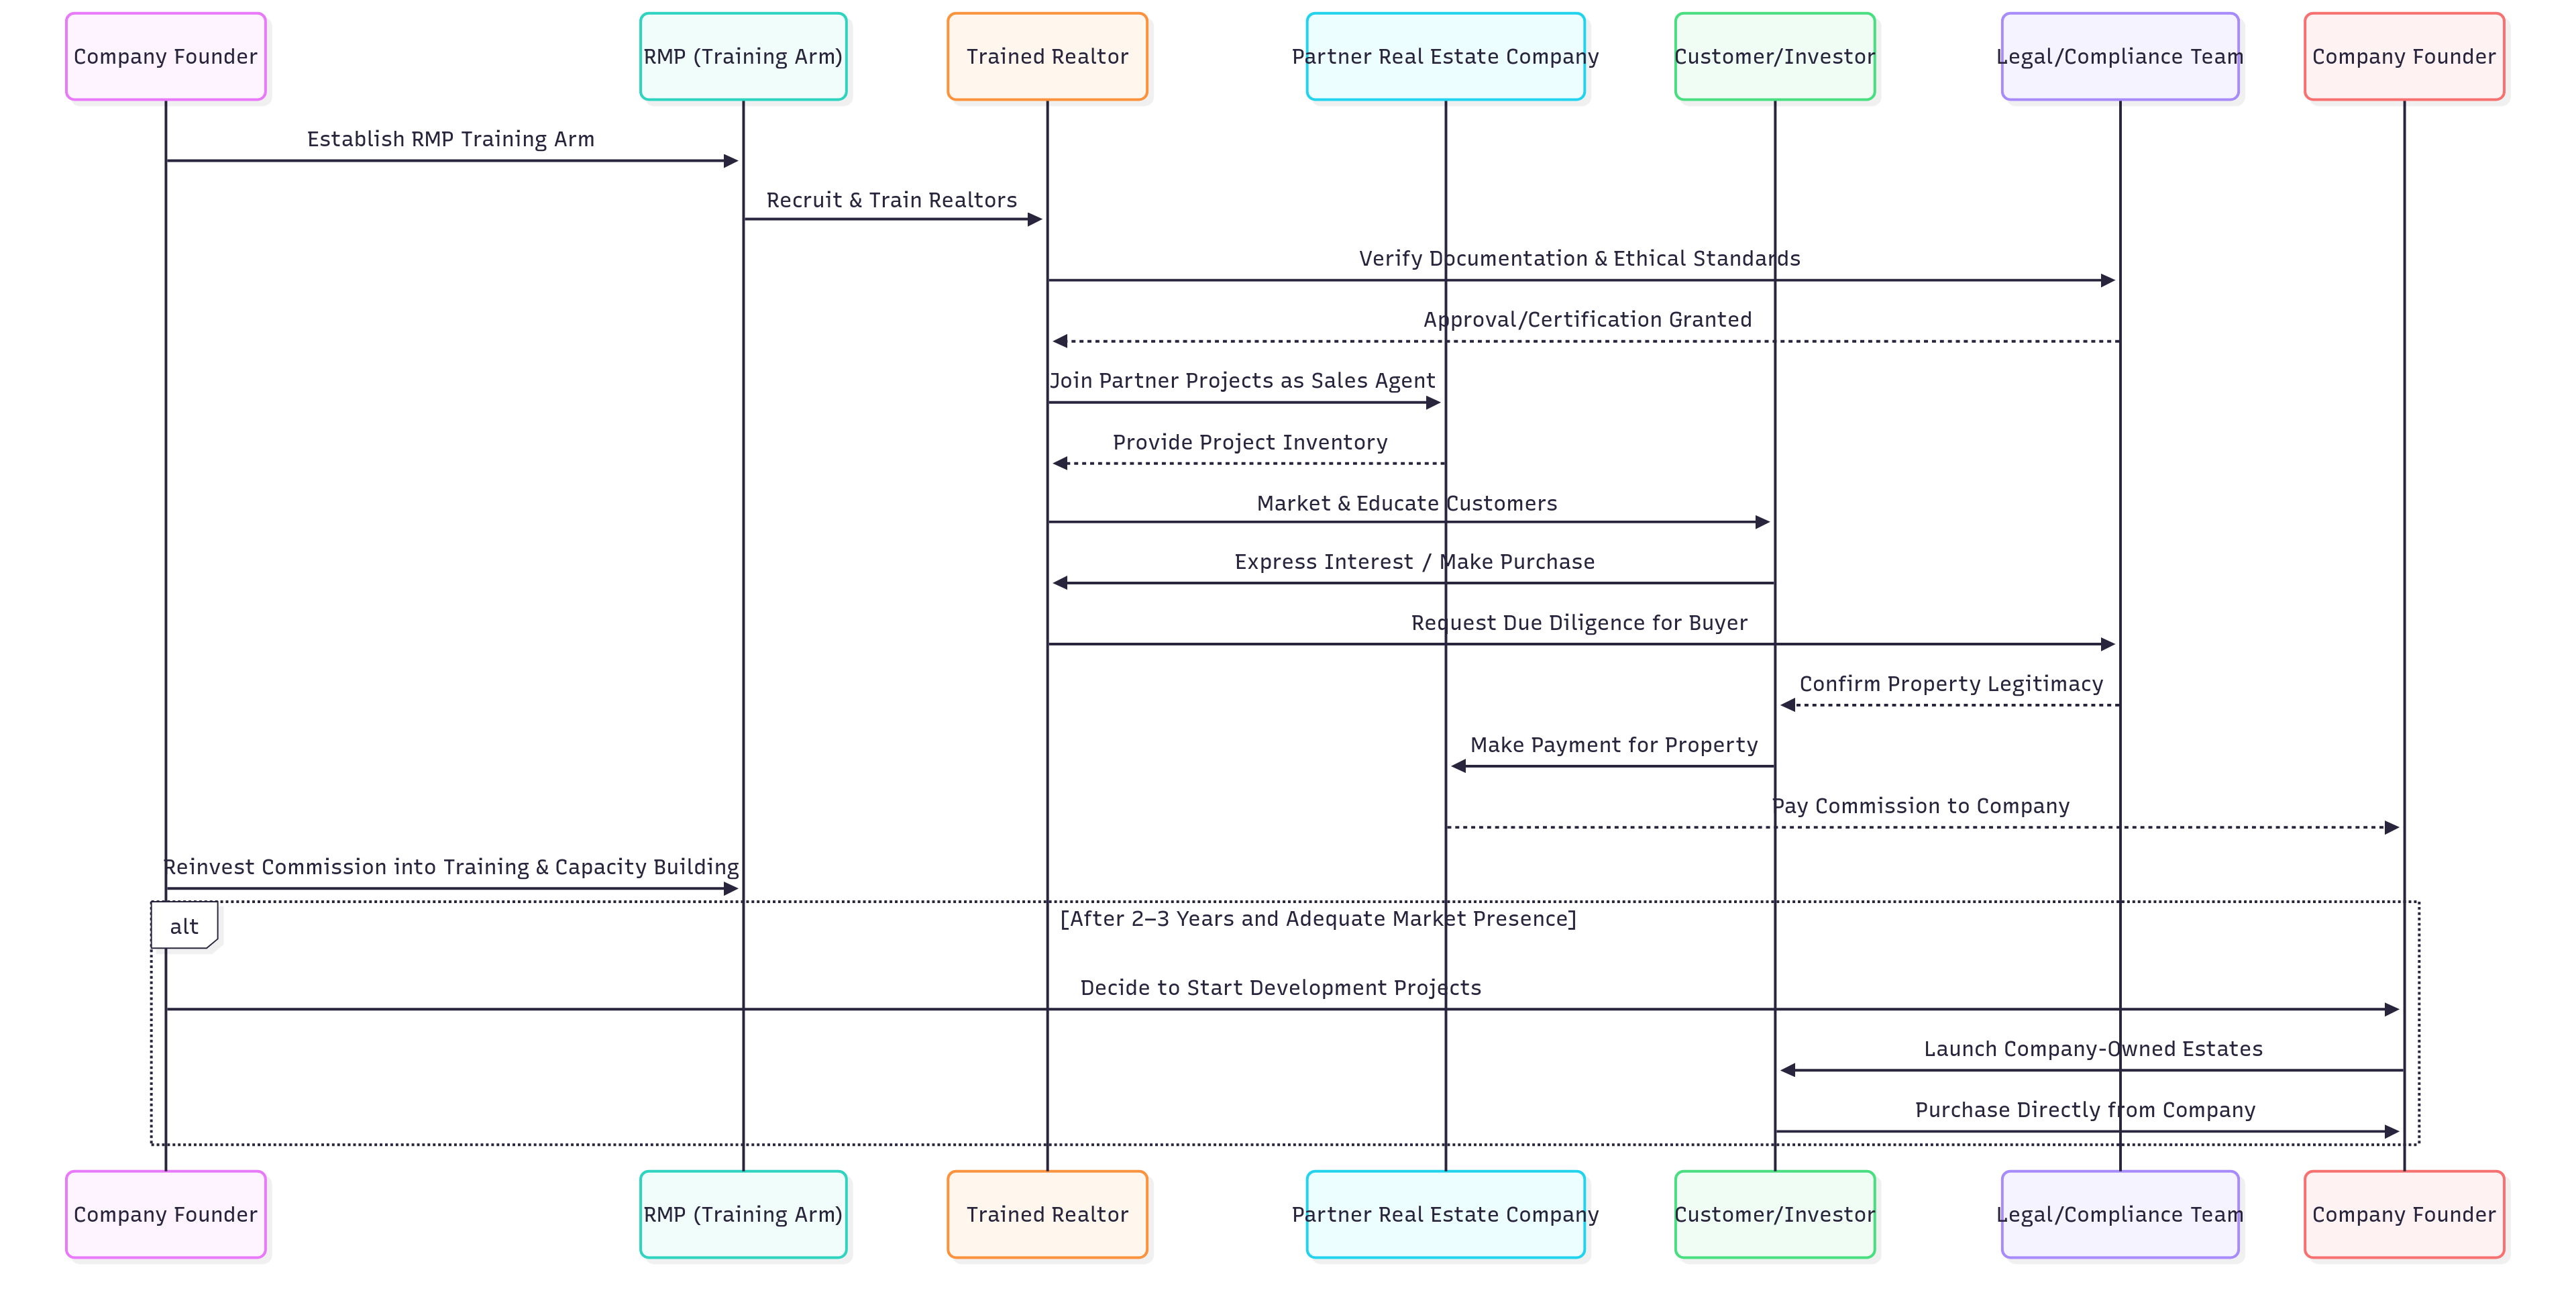 Company Founder
RMP (Training Arm)
Trained Realtor
Partner Real Estate Company
Customer/Investor
Legal/Compliance Team
Company Founder
Establish RMP Training Arm
Recruit & Train Realtors
Verify Documentation & Ethical Standards
Approval/Certification Granted
Join Partner Projects as Sales Agent
Provide Project Inventory
Market & Educate Customers
Express Interest / Make Purchase
Request Due Diligence for Buyer
Confirm Property Legitimacy
Make Payment for Property
Pay Commission to Company
Reinvest Commission into Training & Capacity Building
alt
[After 2–3 Years and Adequate Market Presence]
Decide to Start Development Projects
Launch Company-Owned Estates
Purchase Directly from Company
Company Founder
RMP (Training Arm)
Trained Realtor
Partner Real Estate Company
Customer/Investor
Legal/Compliance Team
Company Founder